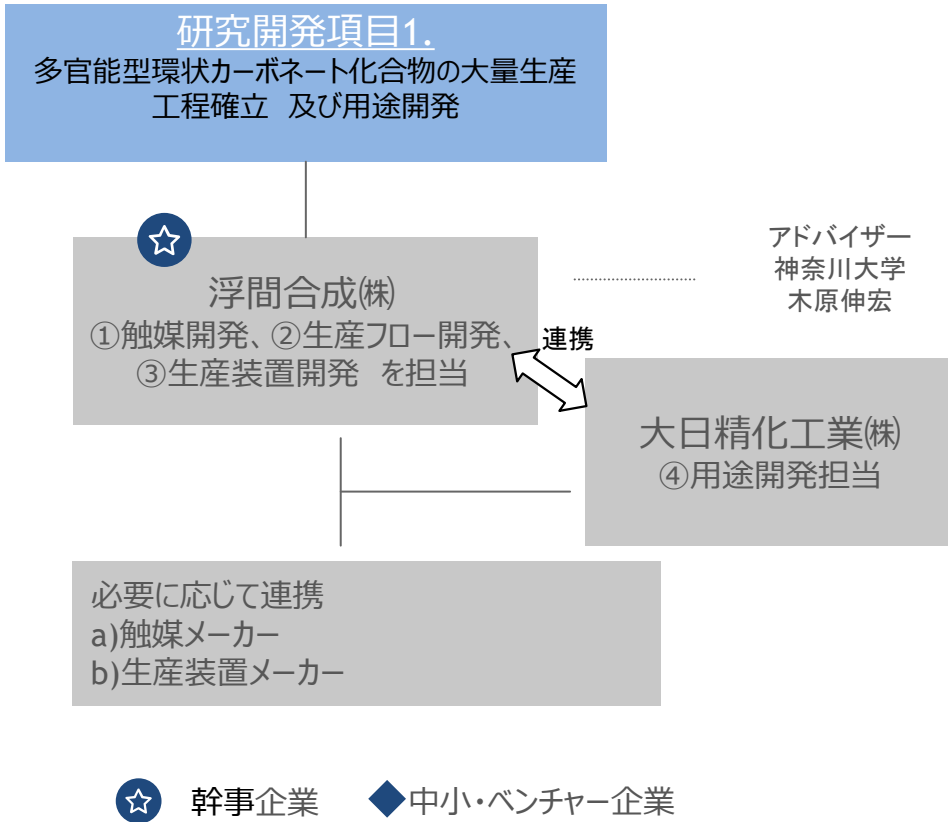 研究開発項目1.
多官能型環状カーボネート化合物の大量生産
工程確立　及び用途開発
浮間合成㈱
①触媒開発、②生産フロー開発、
③生産装置開発　を担当
アドバイザー
神奈川大学
木原伸宏
連携
大日精化工業㈱
④用途開発担当
必要に応じて連携
a)触媒メーカー
b)生産装置メーカー
幹事企業
中小・ベンチャー企業